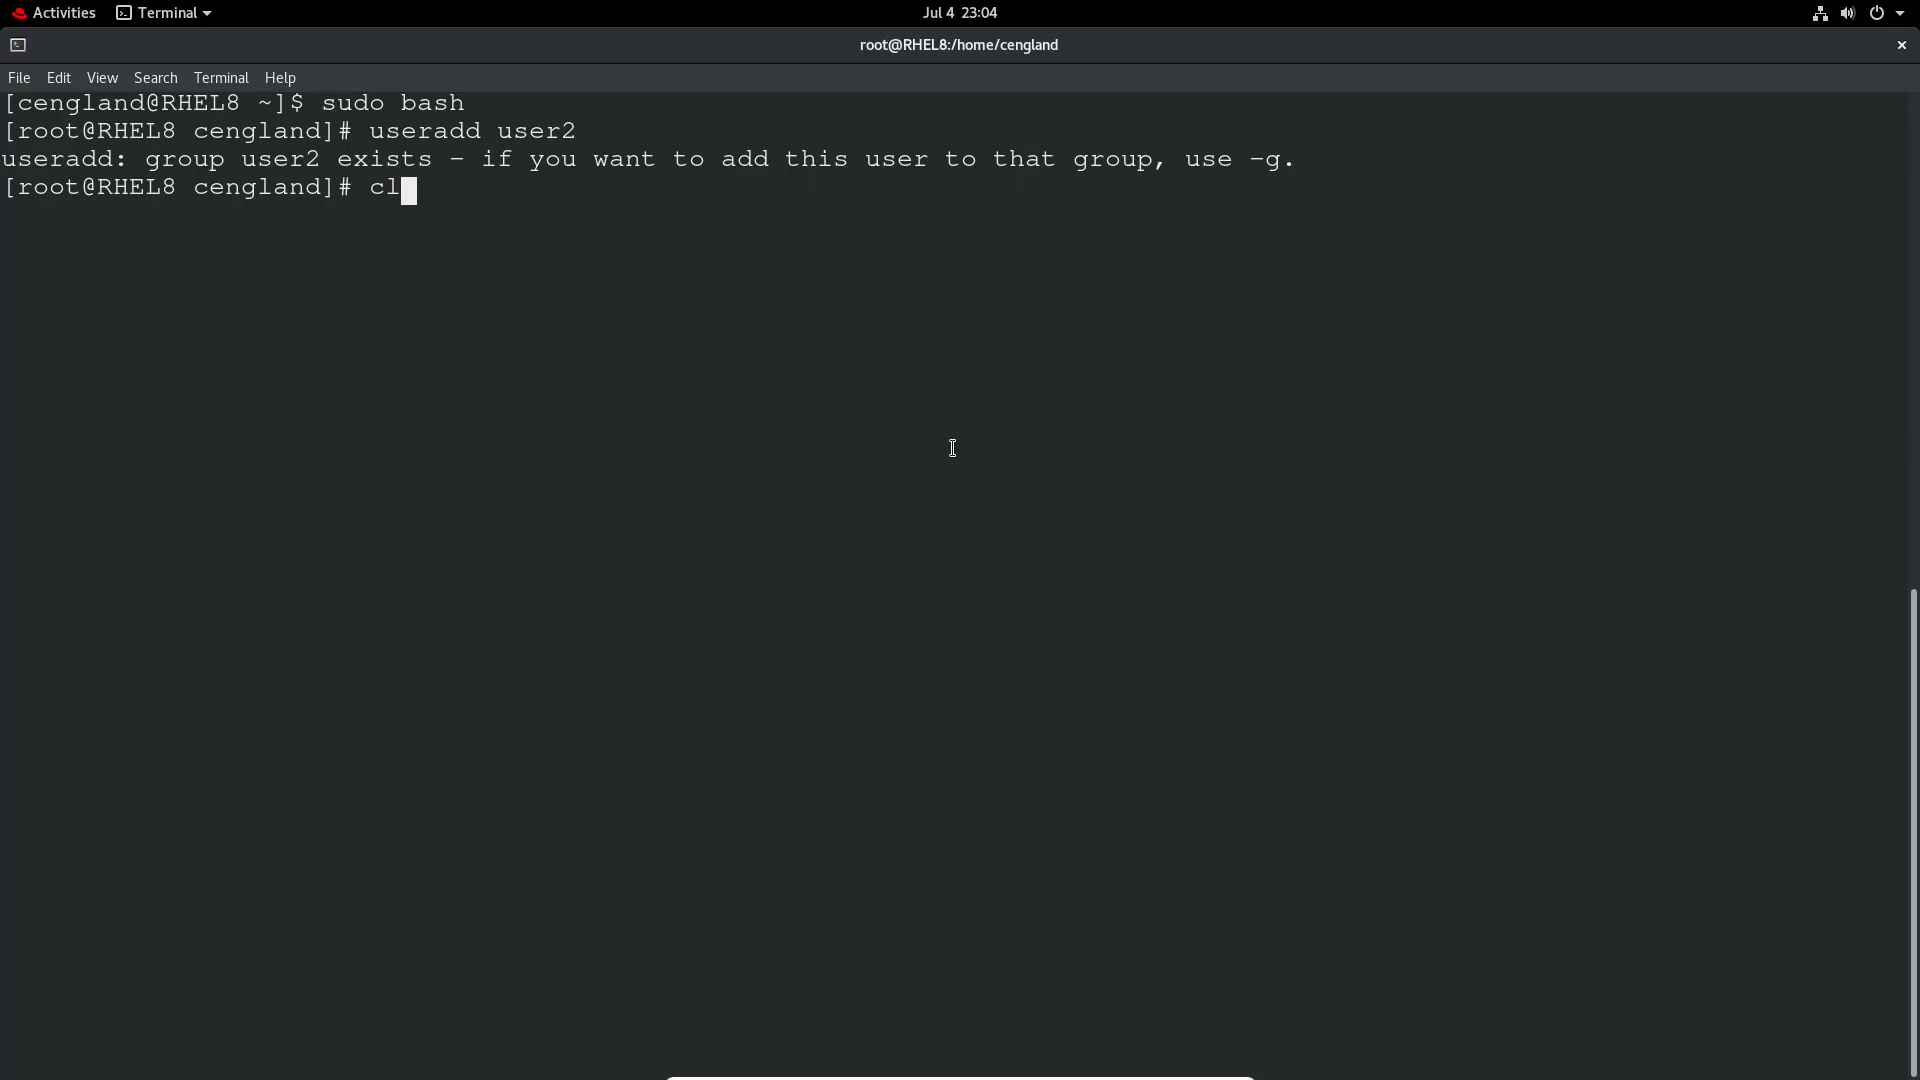 Activities Terminal Jul 4 23:04
root@RHEL8:/home/cengland
File Edit View Search Terminal Help
[cengland@RHEL8 ~]$ sudo bash
[root@RHEL8 cengland]# useradd user2
useradd: group user2 exists - if you want to add this user to that group, use -g.
[root@RHEL8 cengland]# cl